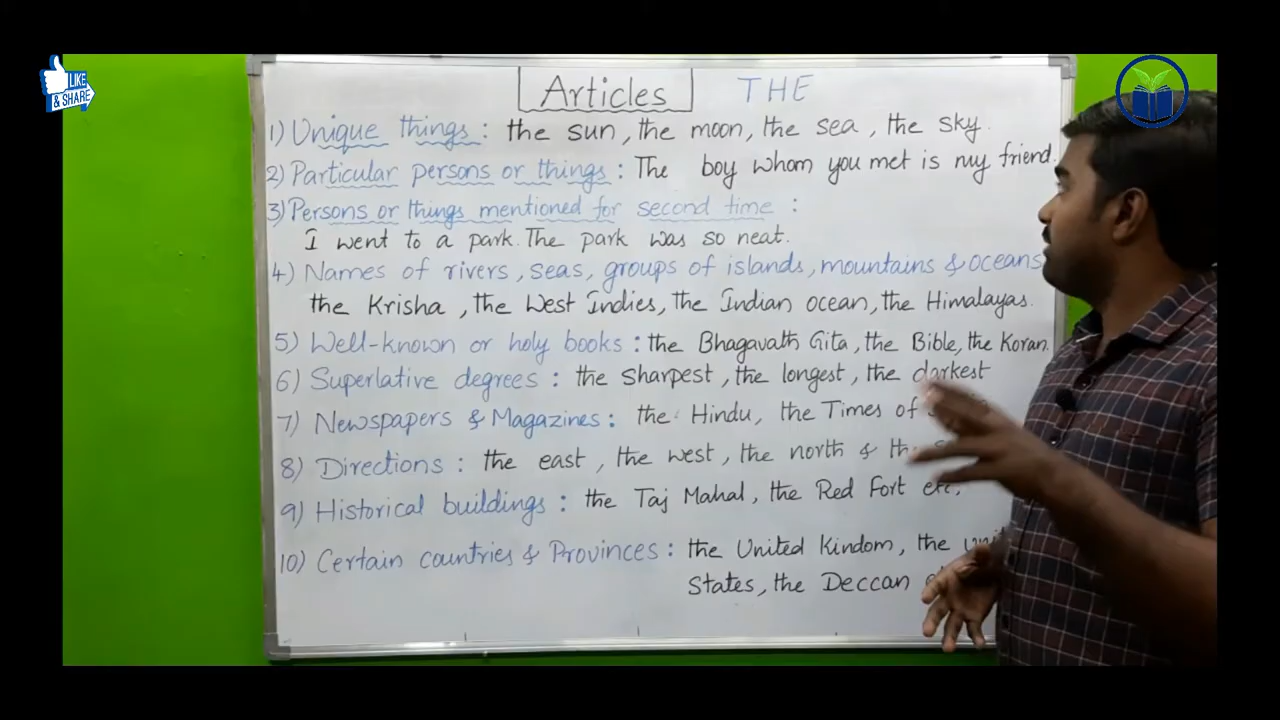 LIKE
& SHARE
Articles THE
1) Unique things : the sun, the moon, the sea, the sky.
2) Particular persons or things : The boy whom you met is my friend.
3) Persons or things mentioned for second time :
I went to a park. The park was so neat.
4) Names of rivers, seas, groups of islands, mountains & oceans
the Krisha, the West Indies, the Indian ocean, the Himalayas.
5) Well-known or holy books : the Bhagavath Gita, the Bible, the Koran.
6) Superlative degrees : the sharpest, the longest, the darkest
7) Newspapers & Magazines : the Hindu, the Times of
8) Directions : the east, the west, the north &
9) Historical buildings : the Taj Mahal, the Red Fort etc,
10) Certain countries & Provinces : the United Kindom, the
States, the Deccan